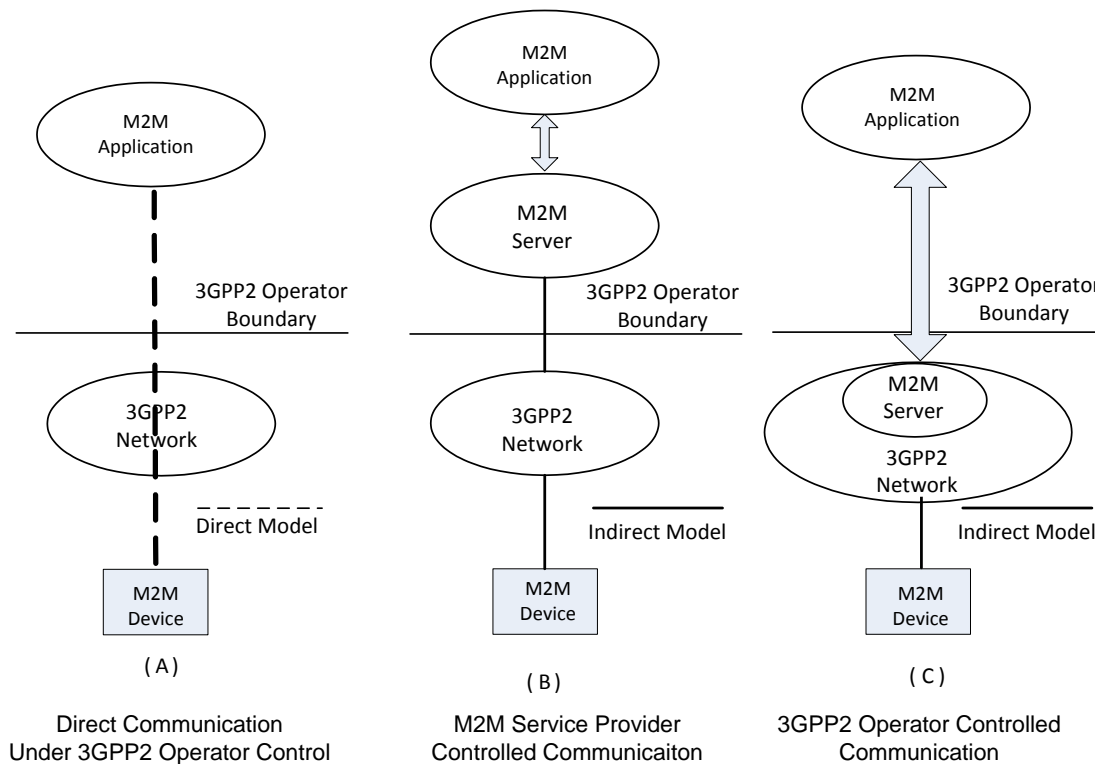 M2M
Application
3GPP2 Operator
Boundary
3GPP2
Network
Direct Model
M2M
Device
( A )
Direct Communication
Under 3GPP2 Operator Control
M2M
Application
M2M
Server
3GPP2 Operator
Boundary
3GPP2
Network
Indirect Model
M2M
Device
( B )
M2M Service Provider
Controlled Communicaiton
M2M
Application
3GPP2 Operator
Boundary
M2M
Server
3GPP2
Network
Indirect Model
M2M
Device
( C )
3GPP2 Operator Controlled
Communication